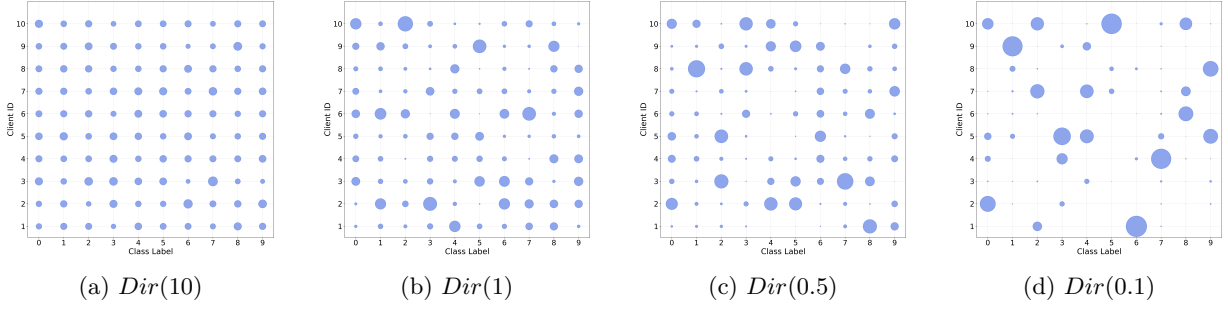 10 9 8 7 6 5 4 3 2 1
Client ID
0 1 2 3 4 5 6 7 8 9
Class Label
(a) Dir(10)
10 9 8 7 6 5 4 3 2 1
Client ID
0 1 2 3 4 5 6 7 8 9
Class Label
(b) Dir(1)
10 9 8 7 6 5 4 3 2 1
Client ID
0 1 2 3 4 5 6 7 8 9
Class Label
(c) Dir(0.5)
10 9 8 7 6 5 4 3 2 1
Client ID
0 1 2 3 4 5 6 7 8 9
Class Label
(d) Dir(0.1)